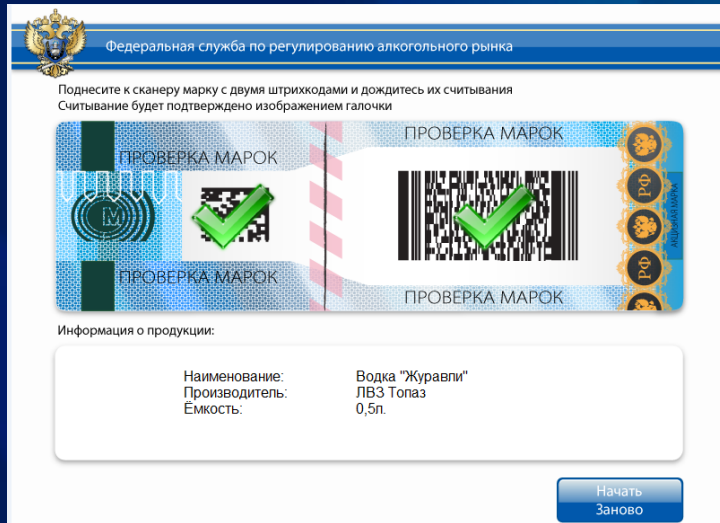 Федеральная служба по регулированию алкогольного рынка
Поднесите к сканеру марку с двумя штрихкодами и дождитесь их считывания
Считывание будет подтверждено изображением галочки
ПРОВЕРКА МАРОК
ПРОВЕРКА МАРОК
М
РФ
РФ
АКЦИЗНАЯ МАРКА
ПРОВЕРКА МАРОК
ПРОВЕРКА МАРОК
Информация о продукции:
Наименование: Водка "Журавли"
Производитель: ЛВЗ Топаз
Ёмкость: 0,5л.
Начать
Заново